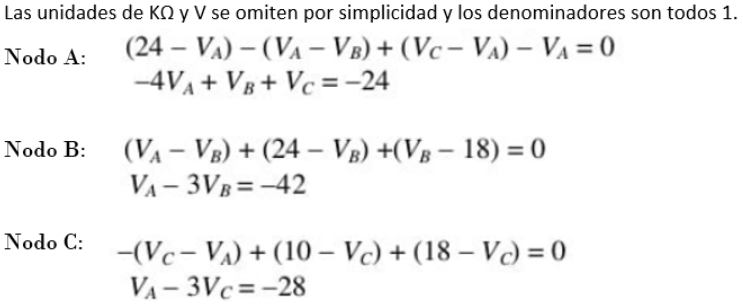 Las unidades de KΩ y V se omiten por simplicidad y los denominadores son todos 1.
Nodo A: (24 – V_A) – (V_A – V_B) + (V_C – V_A) – V_A = 0
–4V_A + V_B + V_C = –24
Nodo B: (V_A – V_B) + (24 – V_B) +(V_B – 18) = 0
V_A – 3V_B = –42
Nodo C: –(V_C – V_A) + (10 – V_C) + (18 – V_C) = 0
V_A – 3V_C = –28